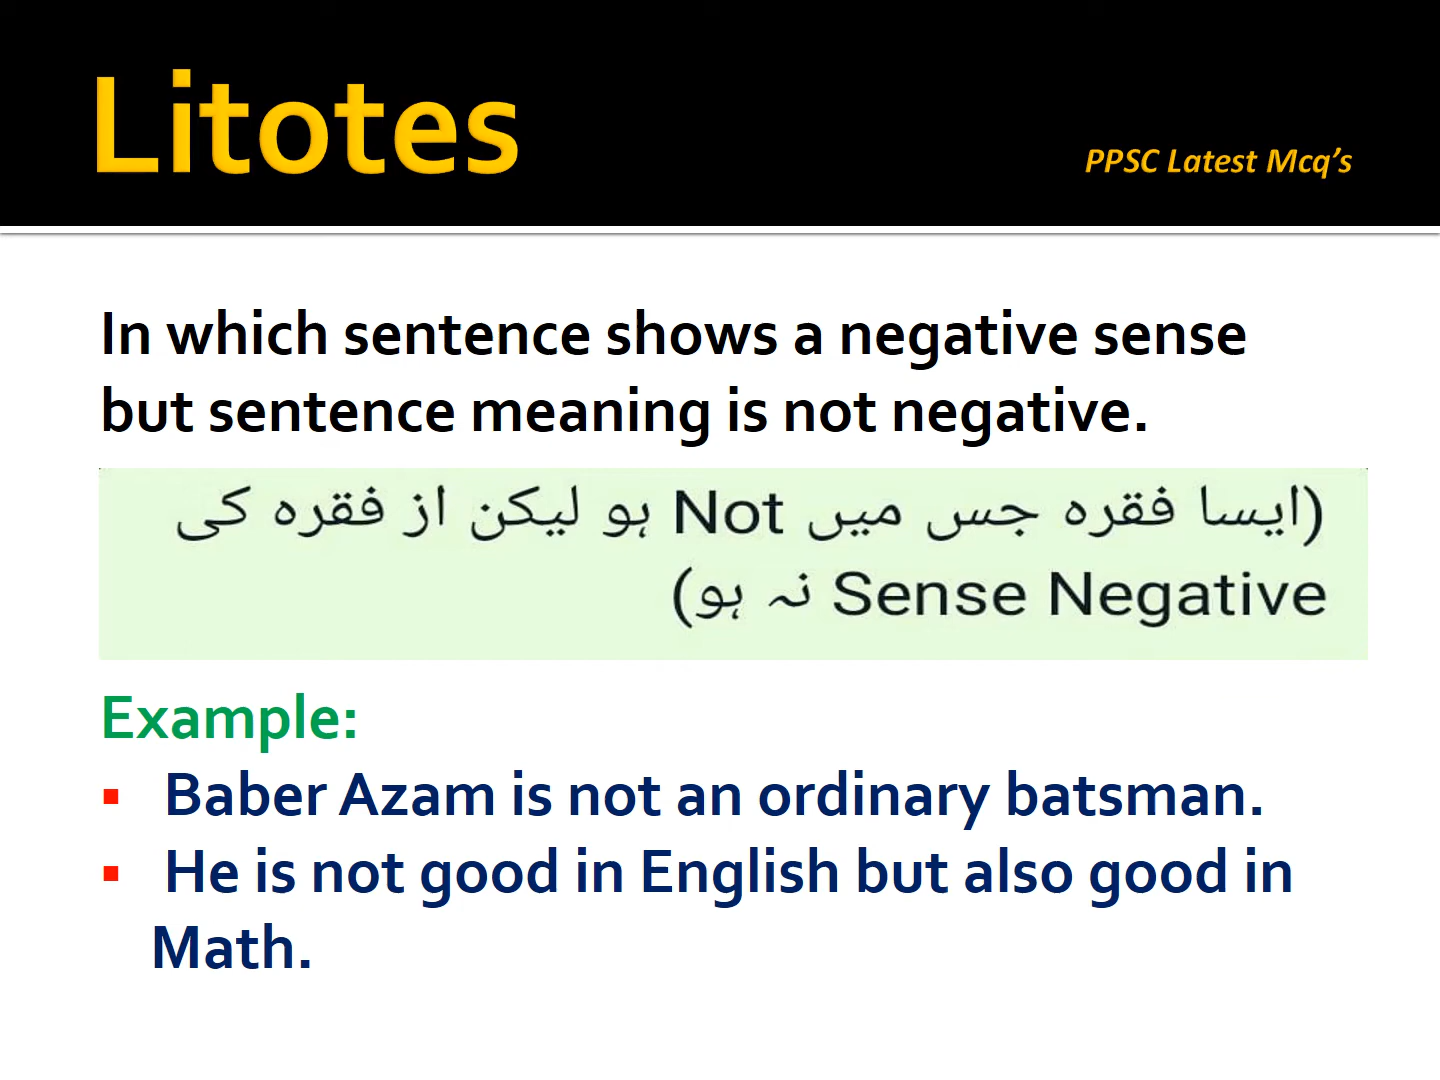 Litotes
PPSC Latest Mcq’s
In which sentence shows a negative sense
but sentence meaning is not negative.
(ایسا فقرہ جس میں Not ہو لیکن از فقرہ کی
Sense Negative نہ ہو)
Example:
▪ Baber Azam is not an ordinary batsman.
▪ He is not good in English but also good in
Math.